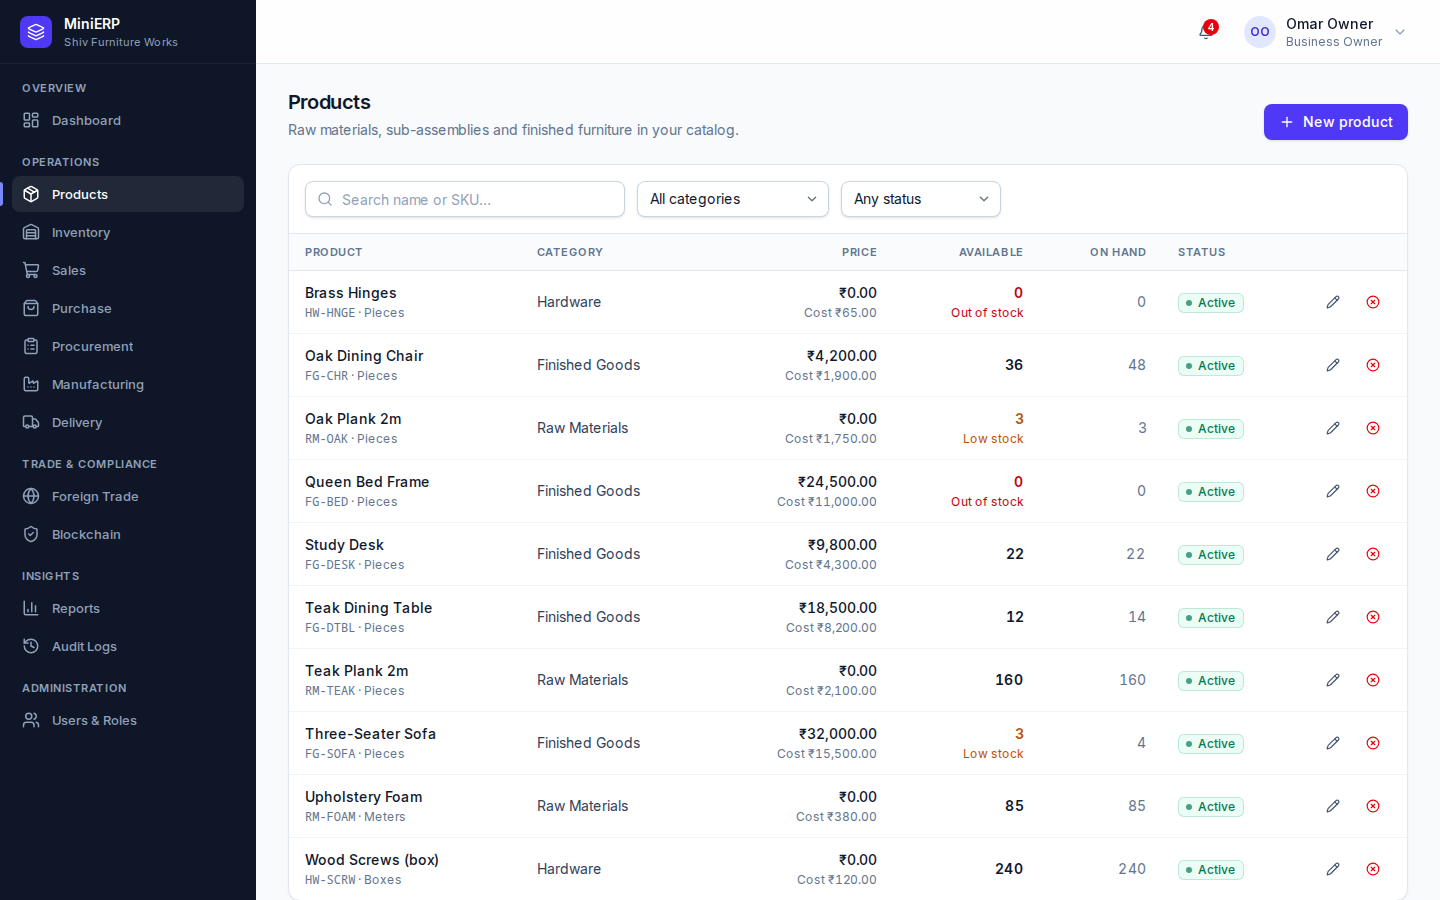 MiniERP
Shiv Furniture Works
OVERVIEW
Dashboard
OPERATIONS
Products
Inventory
Sales
Purchase
Procurement
Manufacturing
Delivery
TRADE & COMPLIANCE
Foreign Trade
Blockchain
INSIGHTS
Reports
Audit Logs
ADMINISTRATION
Users & Roles
4
OO
Omar Owner
Business Owner
Products
Raw materials, sub-assemblies and finished furniture in your catalog.
New product
Search name or SKU...
All categories
Any status
PRODUCT CATEGORY PRICE AVAILABLE ON HAND STATUS
Brass Hinges Hardware ₹0.00 0 0 Active
HW-HNGE · Pieces Cost ₹65.00 Out of stock
Oak Dining Chair Finished Goods ₹4,200.00 36 48 Active
FG-CHR · Pieces Cost ₹1,900.00
Oak Plank 2m Raw Materials ₹0.00 3 3 Active
RM-OAK · Pieces Cost ₹1,750.00 Low stock
Queen Bed Frame Finished Goods ₹24,500.00 0 0 Active
FG-BED · Pieces Cost ₹11,000.00 Out of stock
Study Desk Finished Goods ₹9,800.00 22 22 Active
FG-DESK · Pieces Cost ₹4,300.00
Teak Dining Table Finished Goods ₹18,500.00 12 14 Active
FG-DTBL · Pieces Cost ₹8,200.00
Teak Plank 2m Raw Materials ₹0.00 160 160 Active
RM-TEAK · Pieces Cost ₹2,100.00
Three-Seater Sofa Finished Goods ₹32,000.00 3 4 Active
FG-SOFA · Pieces Cost ₹15,500.00 Low stock
Upholstery Foam Raw Materials ₹0.00 85 85 Active
RM-FOAM · Meters Cost ₹380.00
Wood Screws (box) Hardware ₹0.00 240 240 Active
HW-SCRW · Boxes Cost ₹120.00